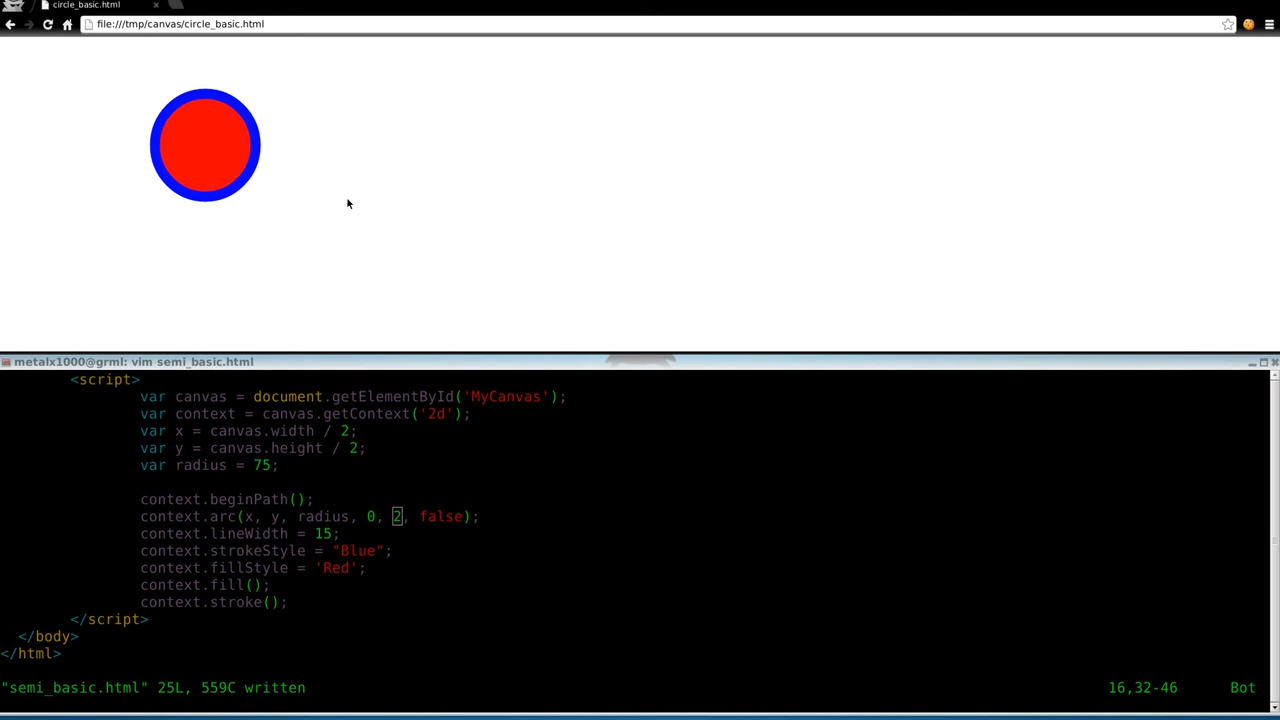 circle_basic.html
file:///tmp/canvas/circle_basic.html
metalx1000@grml: vim semi_basic.html
<script>
var canvas = document.getElementById('MyCanvas');
var context = canvas.getContext('2d');
var x = canvas.width / 2;
var y = canvas.height / 2;
var radius = 75;
context.beginPath();
context.arc(x, y, radius, 0, 2, false);
context.lineWidth = 15;
context.strokeStyle = "Blue";
context.fillStyle = 'Red';
context.fill();
context.stroke();
</script>
</body>
</html>
"semi_basic.html" 25L, 559C written 16,32-46 Bot